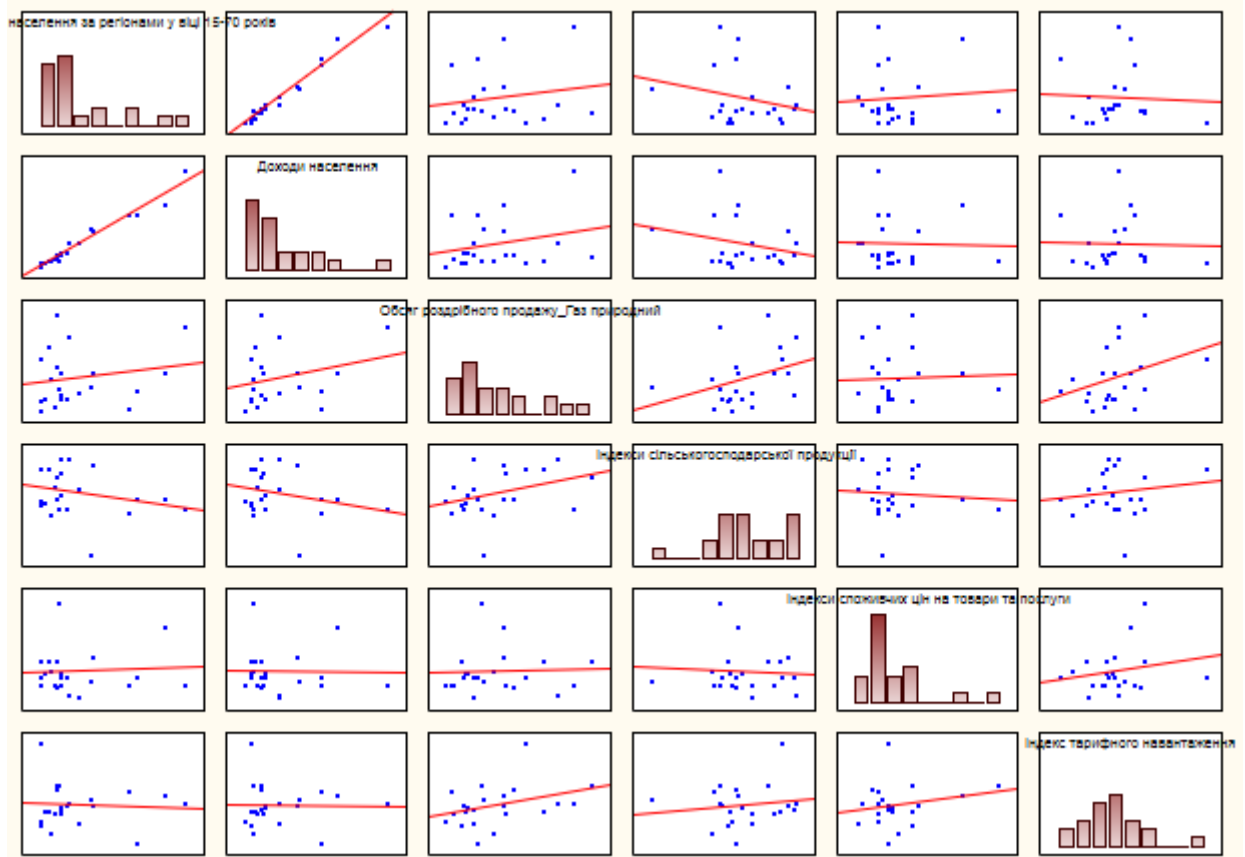 населення за регіонами у віці 15-70 років
Доходи населення
Обсяг роздрібного продажу_Газ природний
Індекси сільськогосподарської продукції
Індекси споживчих цін на товари та послуги
Індекс тарифного навантаження